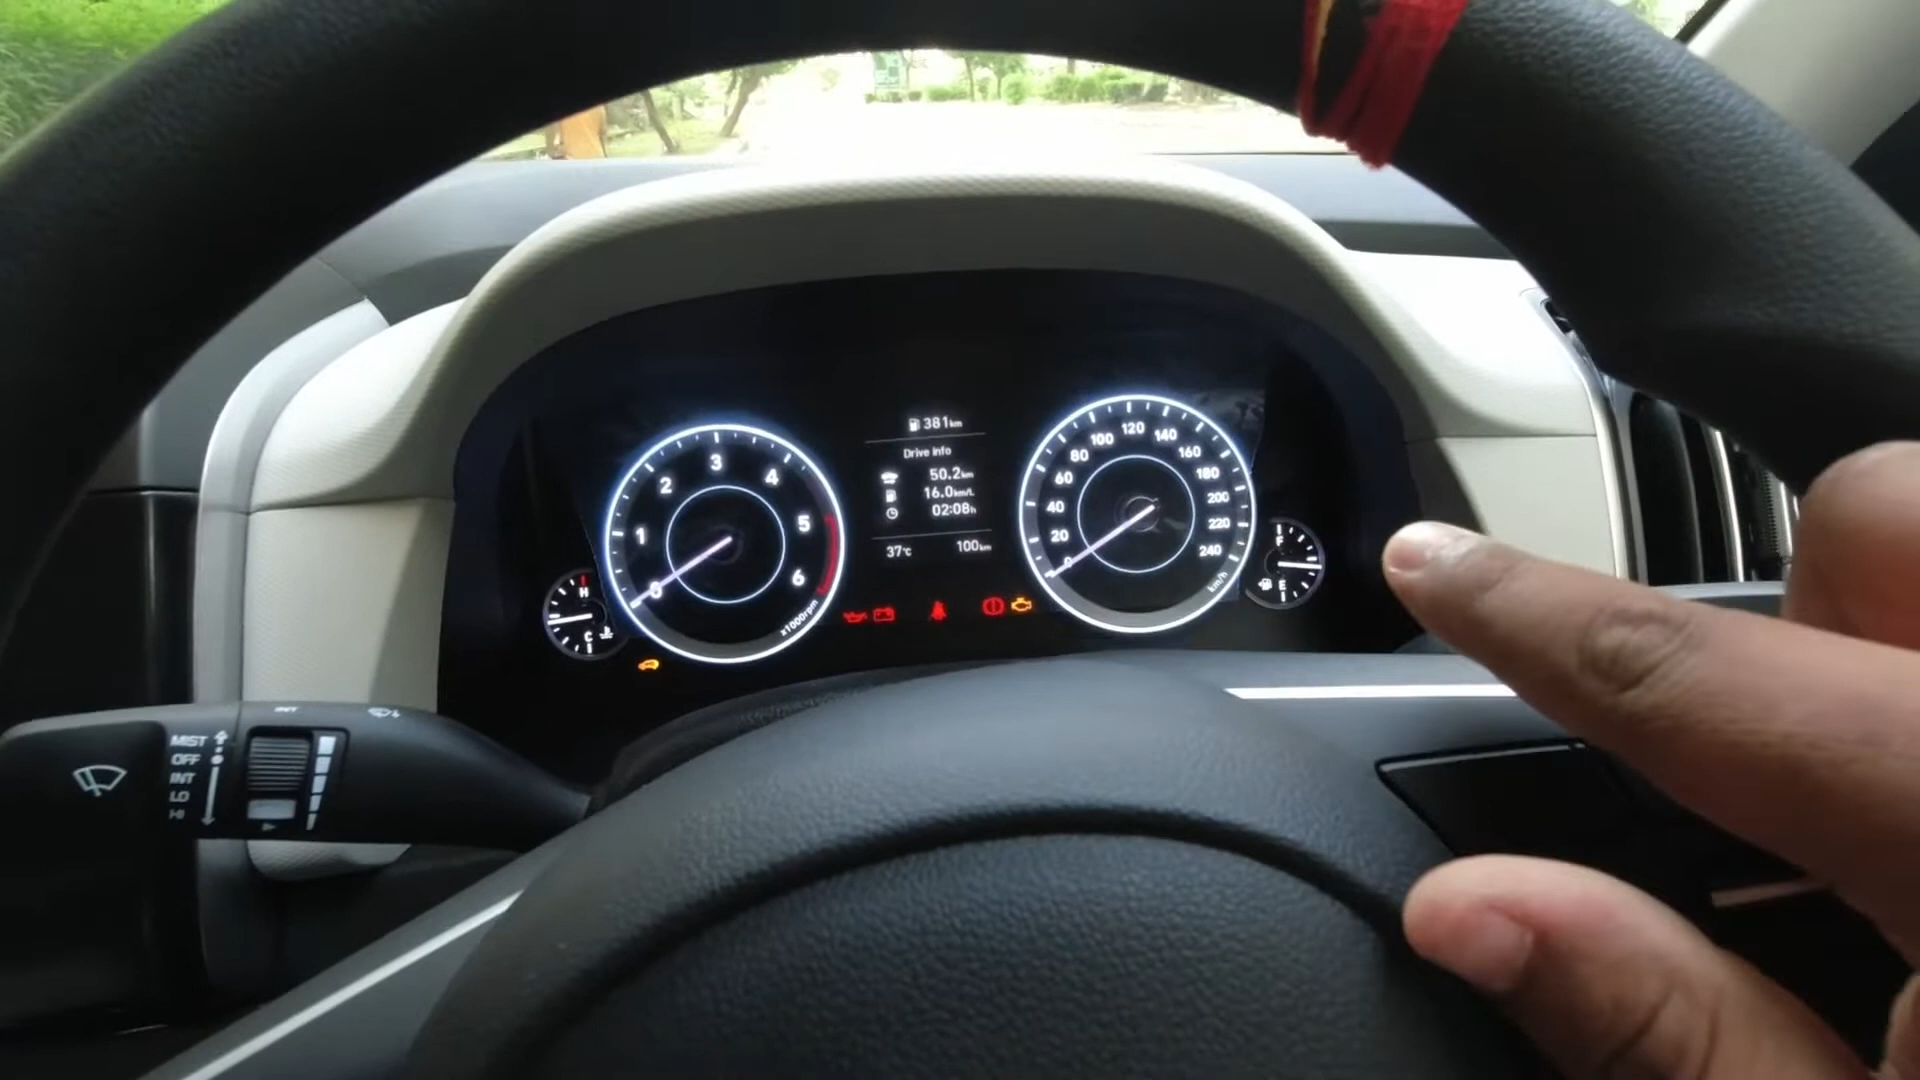 381km
Drive info
50.2km
16.0km/L
02:08h
37°C
100km
0
1
2
3
4
5
6
x1000rpm
H
C
0
20
40
60
80
100
120
140
160
180
200
220
240
km/h
F
E
INT
MIST
OFF
INT
LO
HI